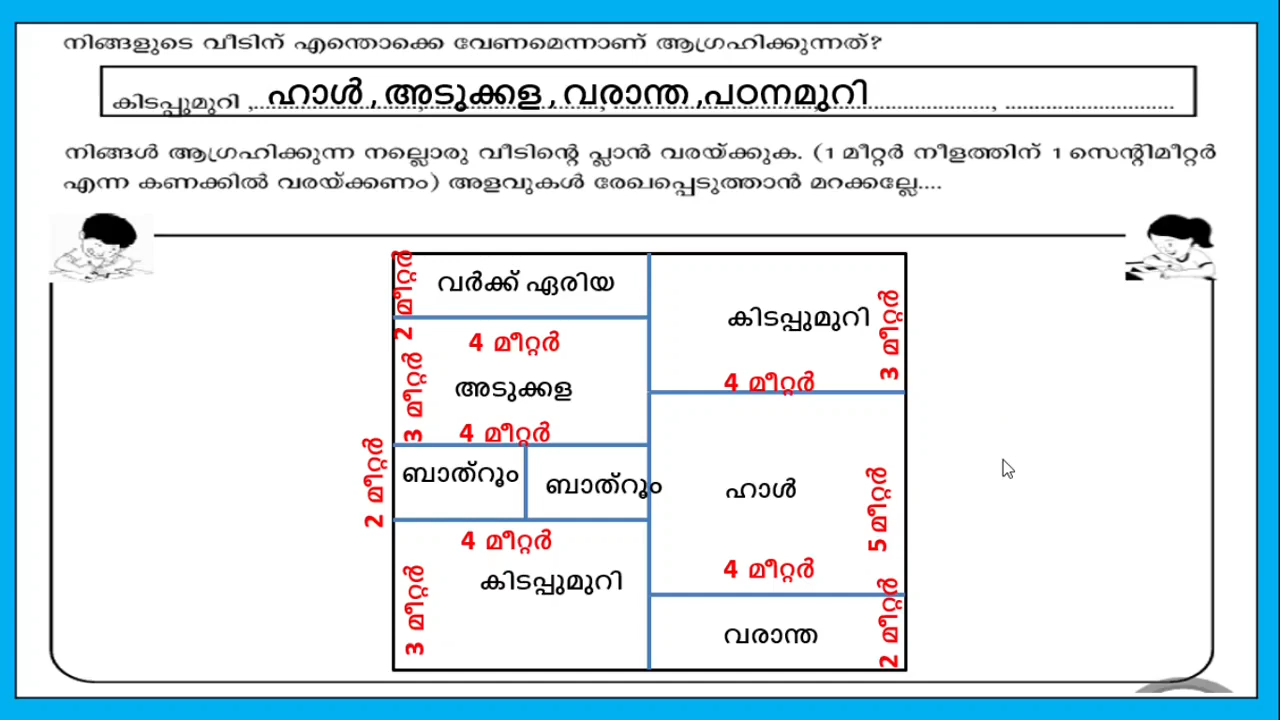 നിങ്ങളുടെ വീടിന് എന്തൊക്കെ വേണമെന്നാണ് ആഗ്രഹിക്കുന്നത്?
കിടപ്പുമുറി , ഹാൾ , അടുക്കള , വരാന്ത ,പഠനമുറി ...................., ..........................
നിങ്ങൾ ആഗ്രഹിക്കുന്ന നല്ലൊരു വീടിന്റെ പ്ലാൻ വരയ്ക്കുക. (1 മീറ്റർ നീളത്തിന് 1 സെന്റിമീറ്റർ
എന്ന കണക്കിൽ വരയ്ക്കണം) അളവുകൾ രേഖപ്പെടുത്താൻ മറക്കല്ലേ....
2 മീറ്റർ
വർക്ക് ഏരിയ
കിടപ്പുമുറി
3 മീറ്റർ
4 മീറ്റർ
4 മീറ്റർ
3 മീറ്റർ
അടുക്കള
4 മീറ്റർ
2 മീറ്റർ
ബാത്റൂം
ബാത്റൂം
ഹാൾ
5 മീറ്റർ
4 മീറ്റർ
4 മീറ്റർ
കിടപ്പുമുറി
3 മീറ്റർ
വരാന്ത
2 മീറ്റർ